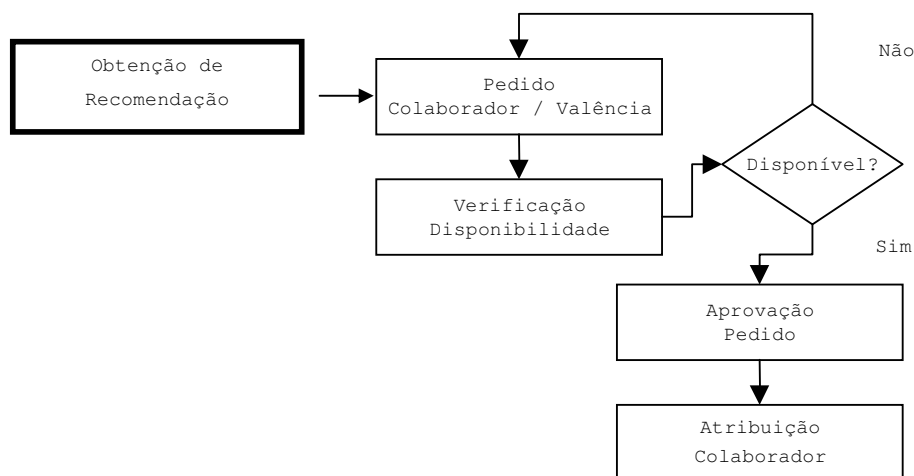 Obtenção de
Recomendação
Pedido
Colaborador / Valência
Não
Disponível?
Verificação
Disponibilidade
Sim
Aprovação
Pedido
Atribuição
Colaborador